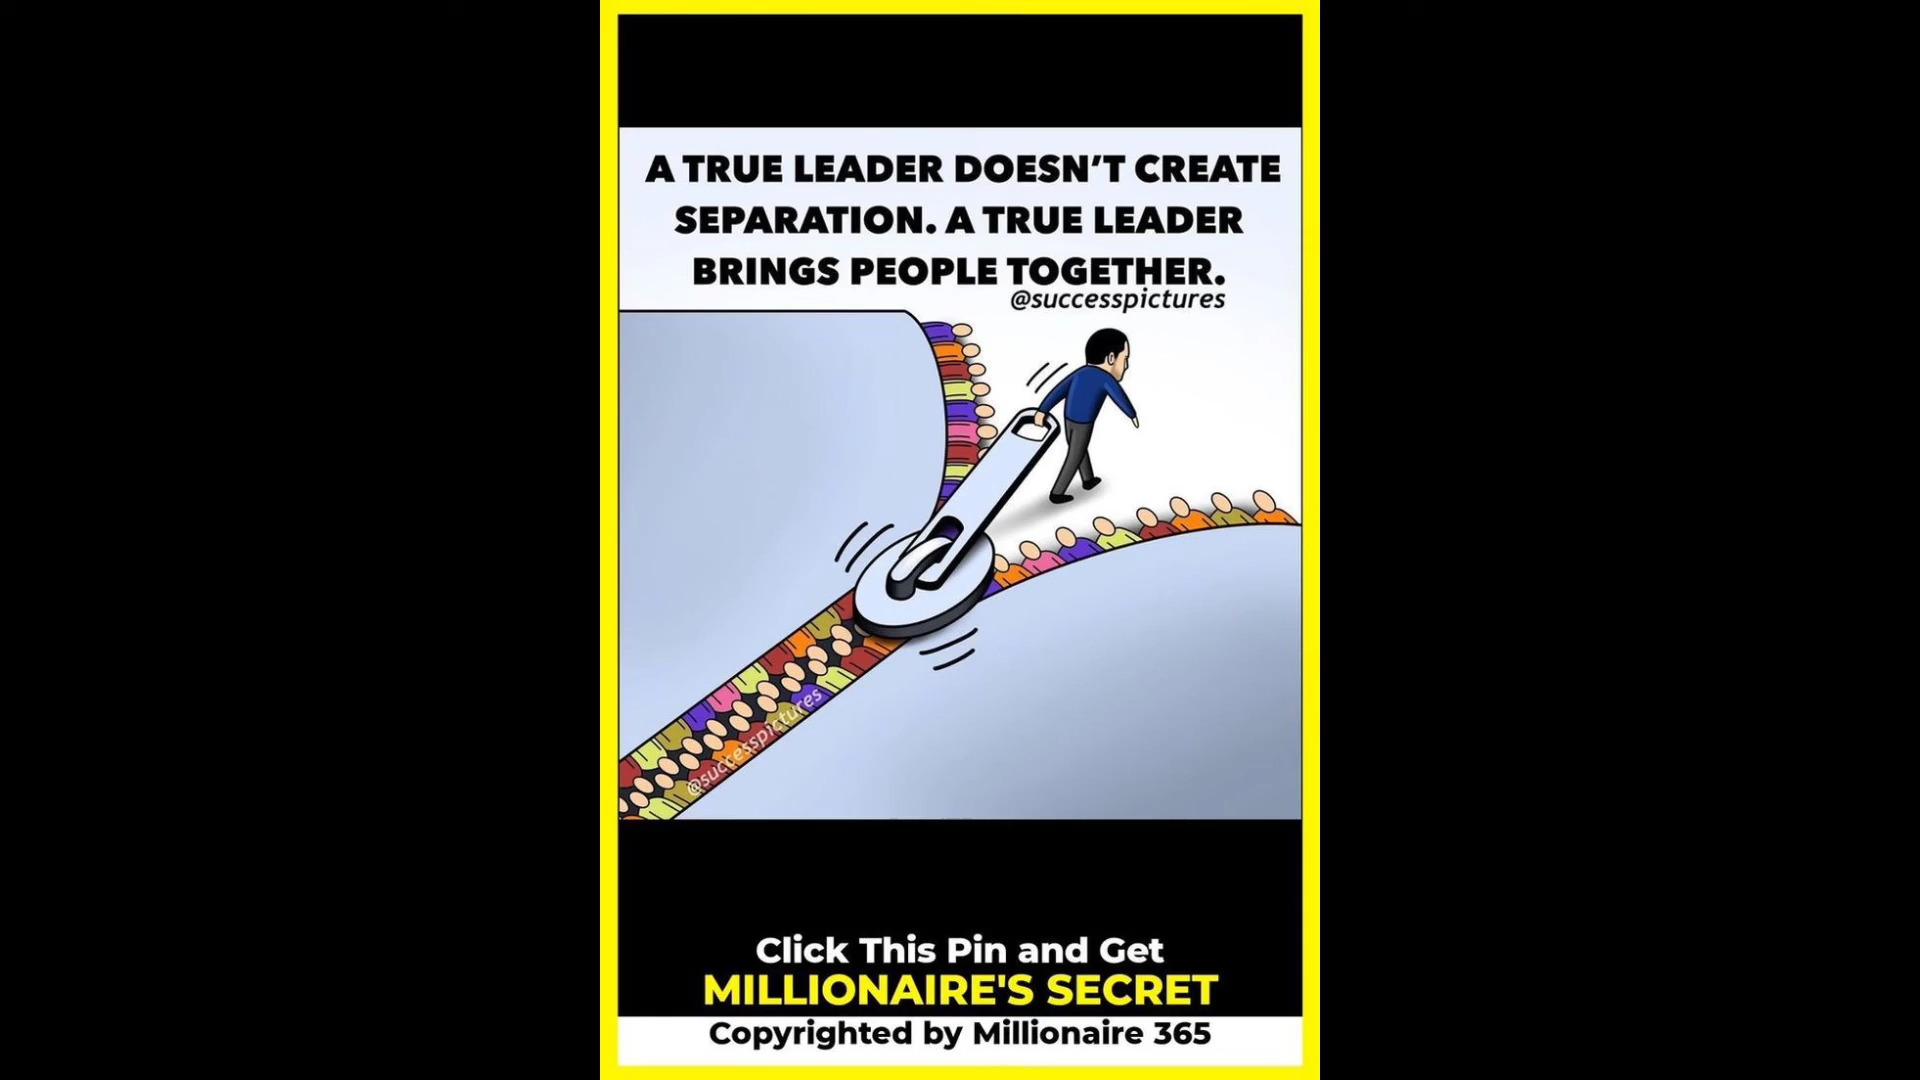 A TRUE LEADER DOESN'T CREATE
SEPARATION. A TRUE LEADER
BRINGS PEOPLE TOGETHER.
@successpictures
@successpictures
Click This Pin and Get
MILLIONAIRE'S SECRET
Copyrighted by Millionaire 365